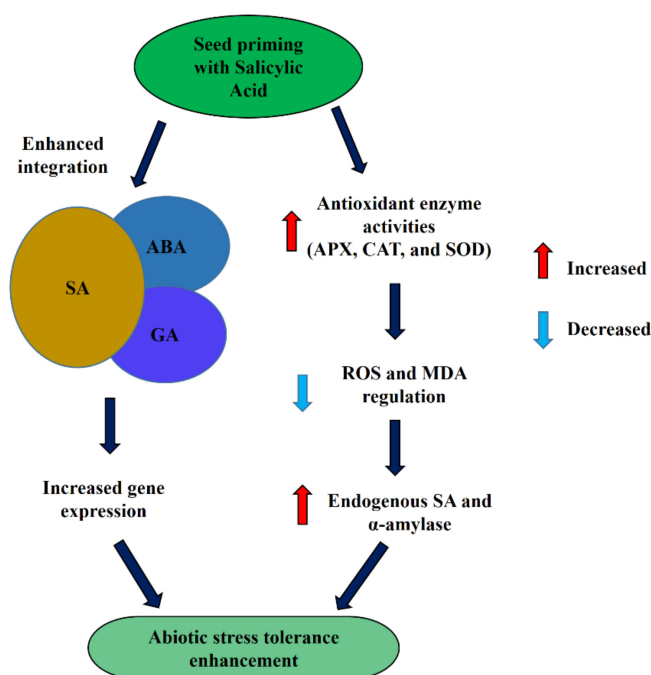 Seed priming
with Salicylic
Acid
Enhanced
integration
ABA
SA
GA
Increased gene
expression
Antioxidant enzyme
activities
(APX, CAT, and SOD)
ROS and MDA
regulation
Endogenous SA and
α-amylase
Increased
Decreased
Abiotic stress tolerance
enhancement